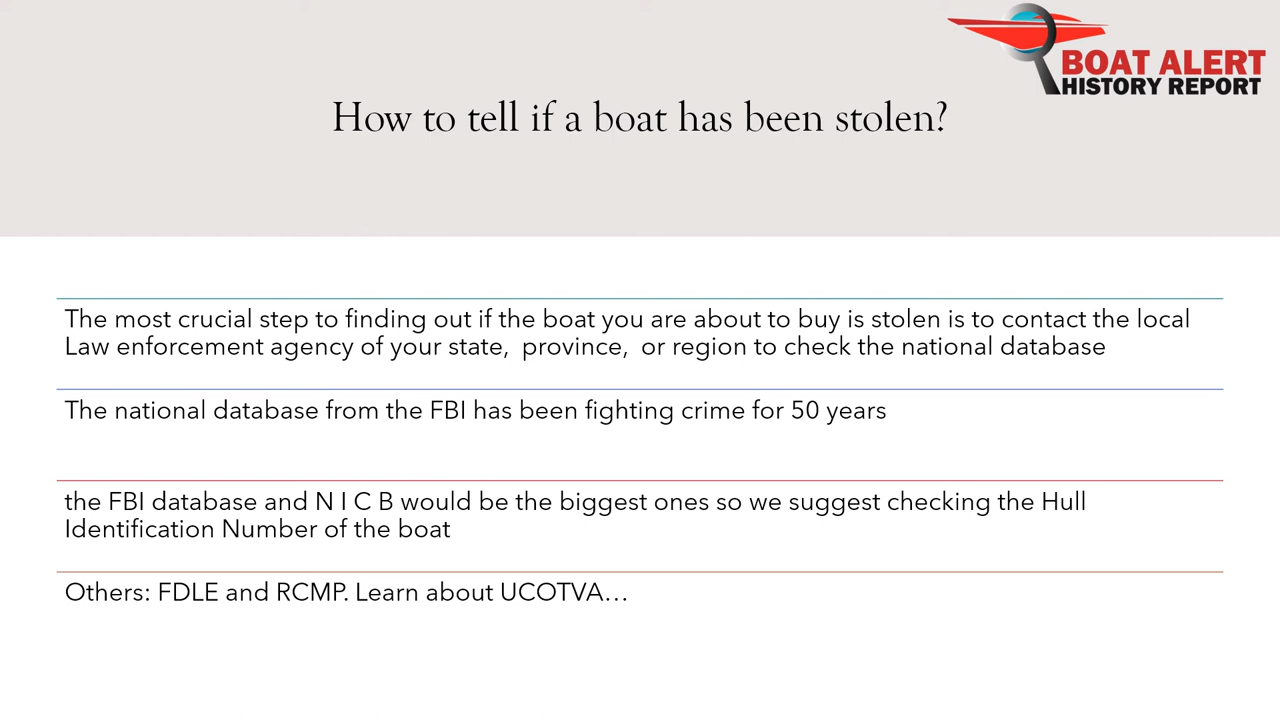 BOAT ALERT
HISTORY REPORT
How to tell if a boat has been stolen?
The most crucial step to finding out if the boat you are about to buy is stolen is to contact the local
Law enforcement agency of your state,  province,  or region to check the national database
The national database from the FBI has been fighting crime for 50 years
the FBI database and N I C B would be the biggest ones so we suggest checking the Hull
Identification Number of the boat
Others: FDLE and RCMP. Learn about UCOTVA…